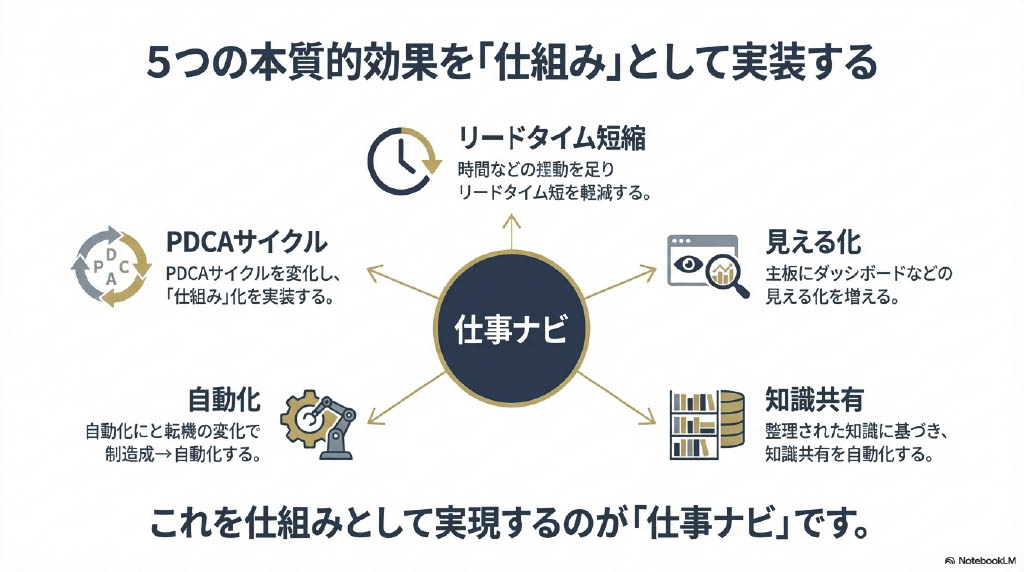 5つの本質的効果を「仕組み」として実装する
リードタイム短縮
時間などの摼動を足り
リードタイム短を軽減する。
PDCAサイクル
PDCAサイクルを変化し、
「仕組み」化を実装する。
P
D
C
A
見える化
主板にダッシボードなどの
見える化を増える。
仕事ナビ
自動化
自動化にと転機の変化で
制造成→自動化する。
知識共有
整理された知識に基づき、
知識共有を自動化する。
これを仕組みとして実現するのが「仕事ナビ」です。
NotebookLM